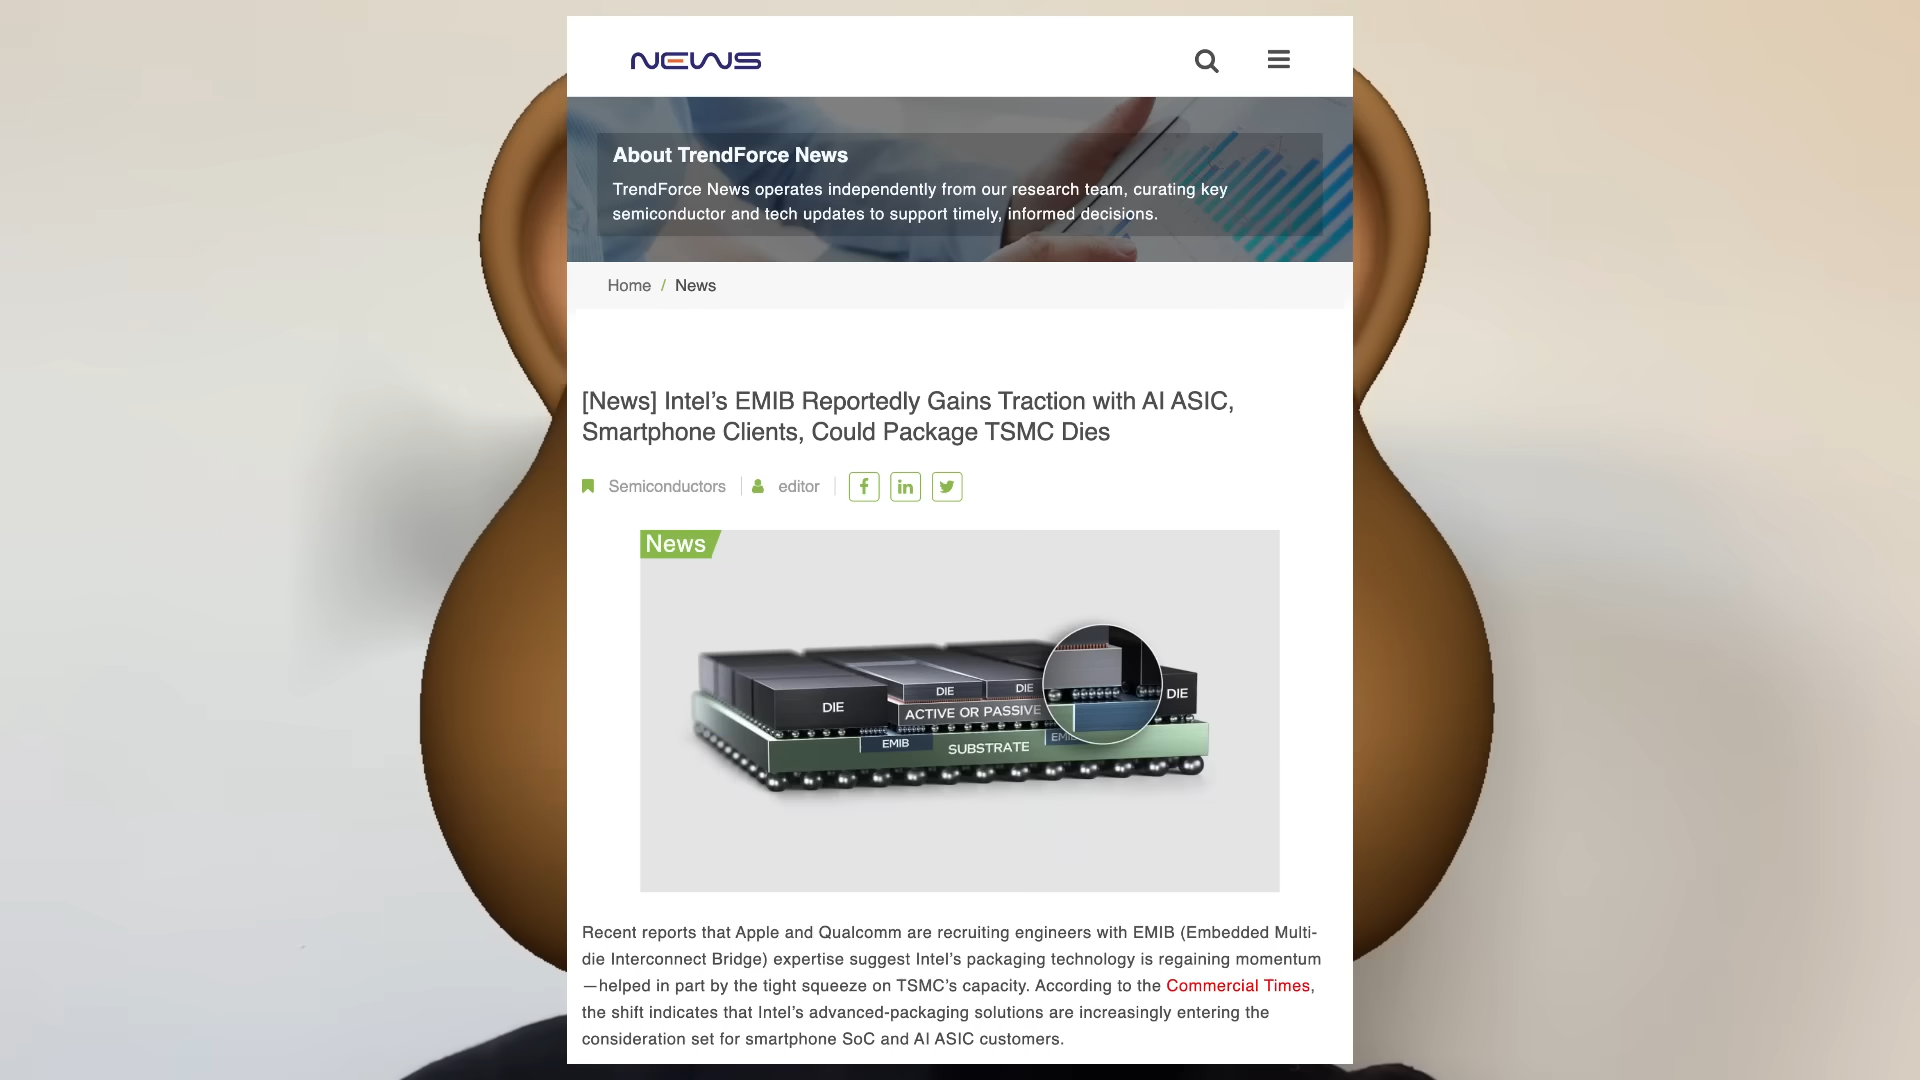 NEWS
About TrendForce News
TrendForce News operates independently from our research team, curating key
semiconductor and tech updates to support timely, informed decisions.
Home / News
[News] Intel’s EMIB Reportedly Gains Traction with AI ASIC,
Smartphone Clients, Could Package TSMC Dies
Semiconductors editor
News
DIE
DIE
DIE
DIE
ACTIVE OR PASSIVE
EMIB
SUBSTRATE
Recent reports that Apple and Qualcomm are recruiting engineers with EMIB (Embedded Multi-
die Interconnect Bridge) expertise suggest Intel’s packaging technology is regaining momentum
—helped in part by the tight squeeze on TSMC’s capacity. According to the Commercial Times,
the shift indicates that Intel’s advanced-packaging solutions are increasingly entering the
consideration set for smartphone SoC and AI ASIC customers.